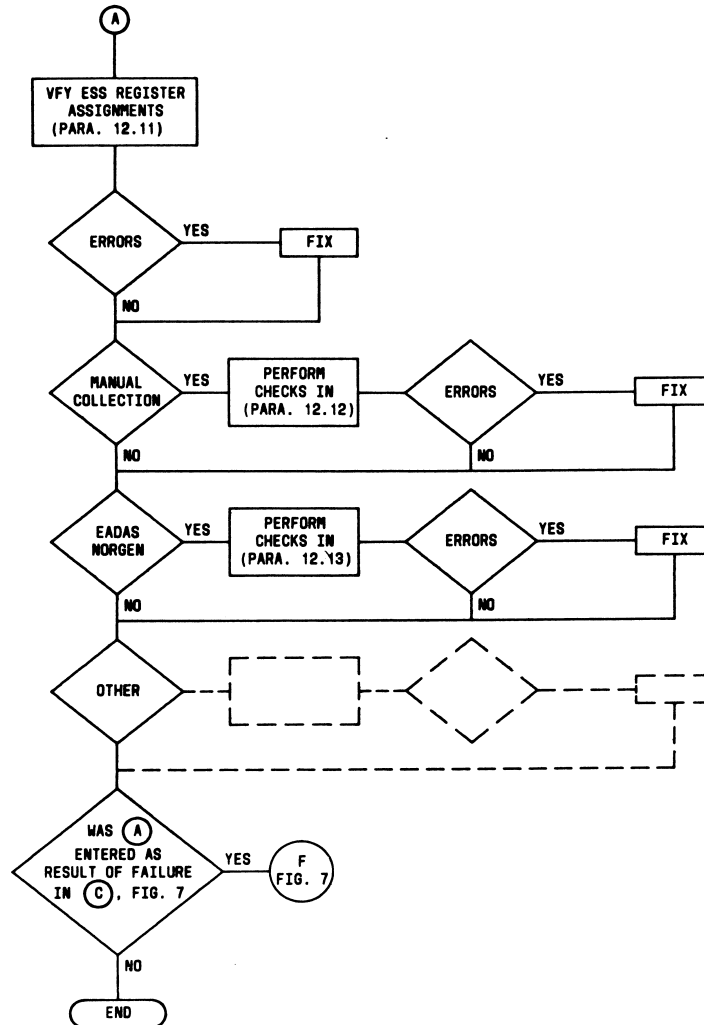 A
VFY ESS REGISTER
ASSIGNMENTS
(PARA. 12.11)
ERRORS
YES
FIX
NO
MANUAL
COLLECTION
YES
PERFORM
CHECKS IN
(PARA. 12.12)
ERRORS
YES
FIX
NO
NO
EADAS
NORGEN
YES
PERFORM
CHECKS IN
(PARA. 12.13)
ERRORS
YES
FIX
NO
NO
OTHER
WAS A
ENTERED AS
RESULT OF FAILURE
IN C, FIG. 7
YES
F
FIG. 7
NO
END